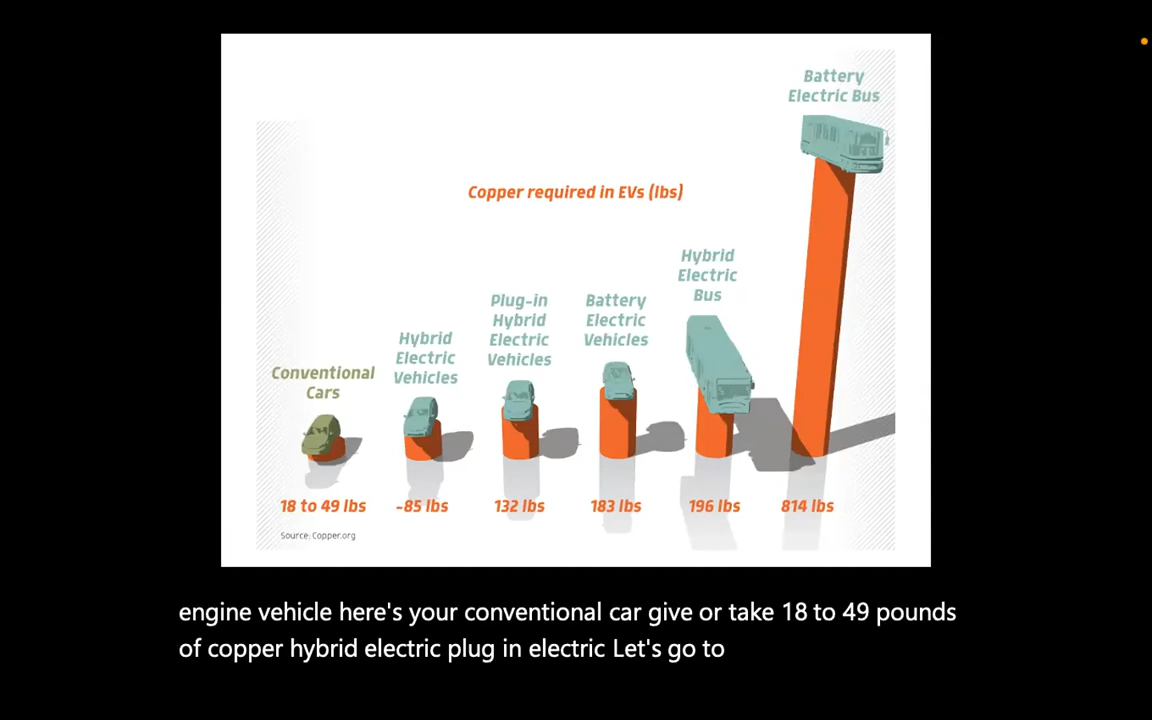 Battery
Electric Bus
Copper required in EVs (lbs)
Hybrid
Electric
Bus
Plug-in
Hybrid
Electric
Vehicles
Battery
Electric
Vehicles
Hybrid
Electric
Vehicles
Conventional
Cars
18 to 49 lbs
~85 lbs
132 lbs
183 lbs
196 lbs
814 lbs
Source: Copper.org
engine vehicle here's your conventional car give or take 18 to 49 pounds
of copper hybrid electric plug in electric Let's go to